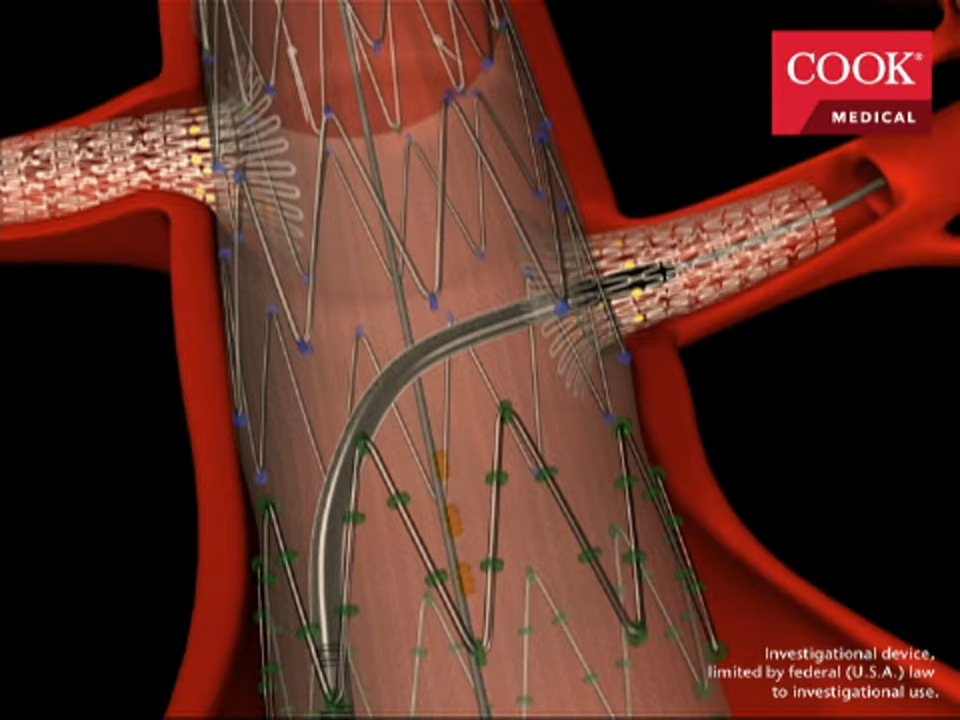 COOK®
MEDICAL
Investigational device,
limited by federal (U.S.A.) law
to investigational use.